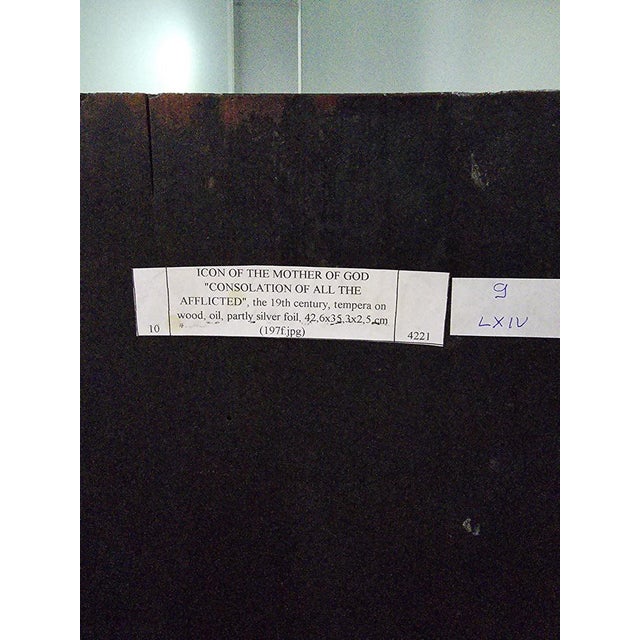 ICON OF THE MOTHER OF GOD
"CONSOLATION OF ALL THE
AFFLICTED", the 19th century, tempera on
wood, oil, partly silver foil, 42,6x35,3x2,5 cm
(197f.jpg)
10
4221
9
LXIV